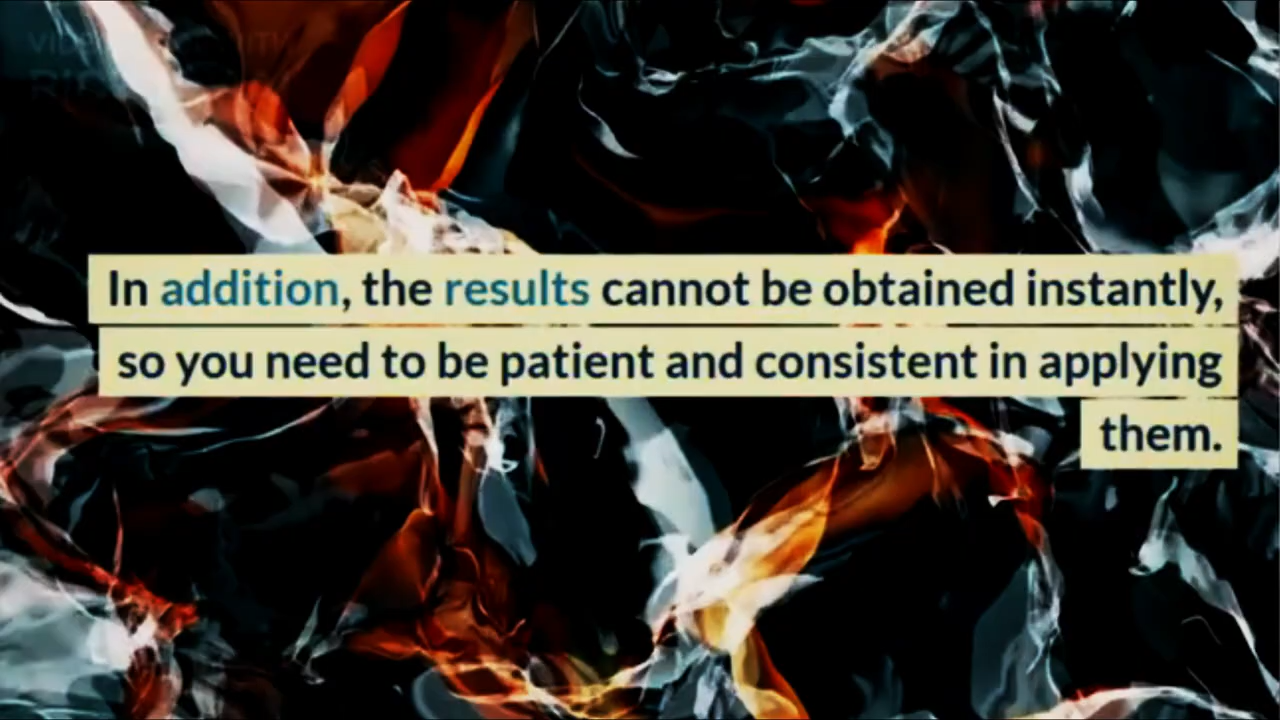 In addition, the results cannot be obtained instantly,
so you need to be patient and consistent in applying
them.